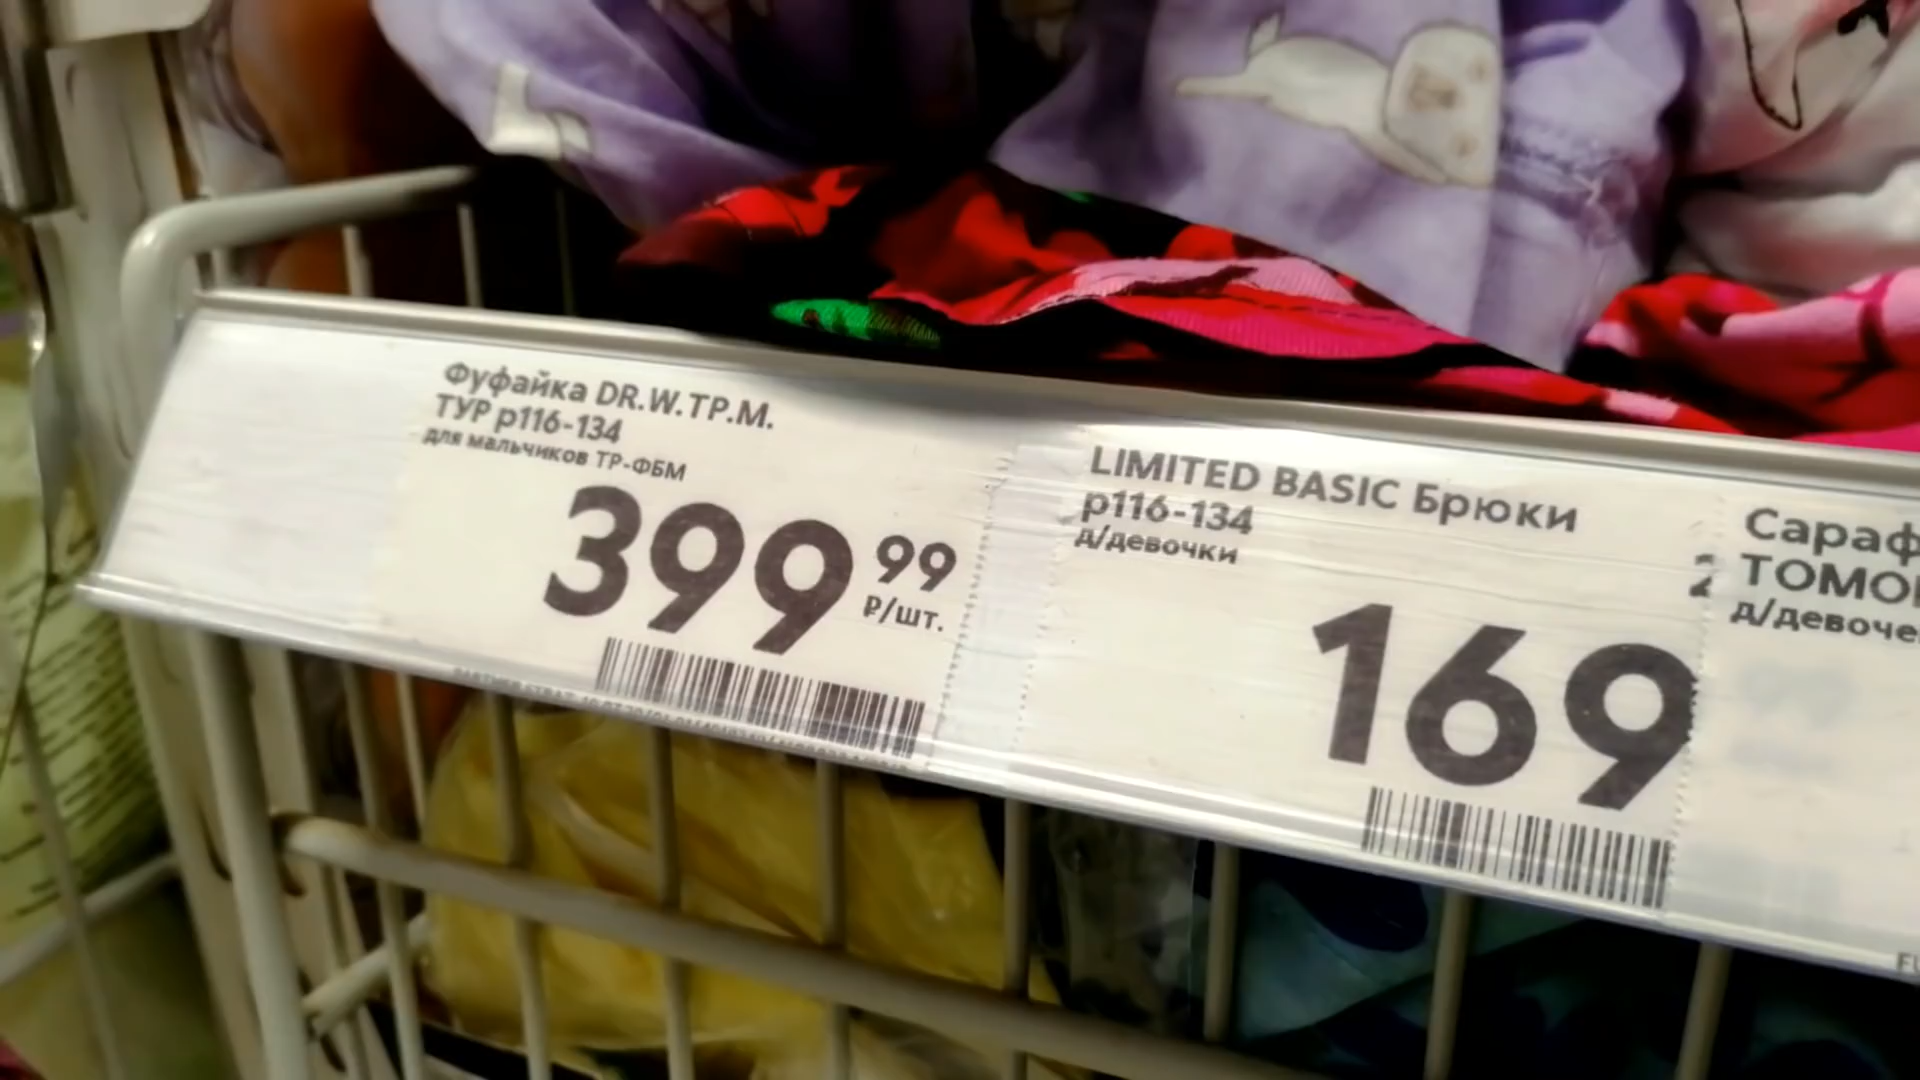 Фуфайка DR.W.TP.M.
ТУР р116-134
для мальчиков ТР-ФБМ
399 99
₽/шт.
LIMITED BASIC Брюки
р116-134
д/девочки
169
Сараф
ТОМО
д/девоче